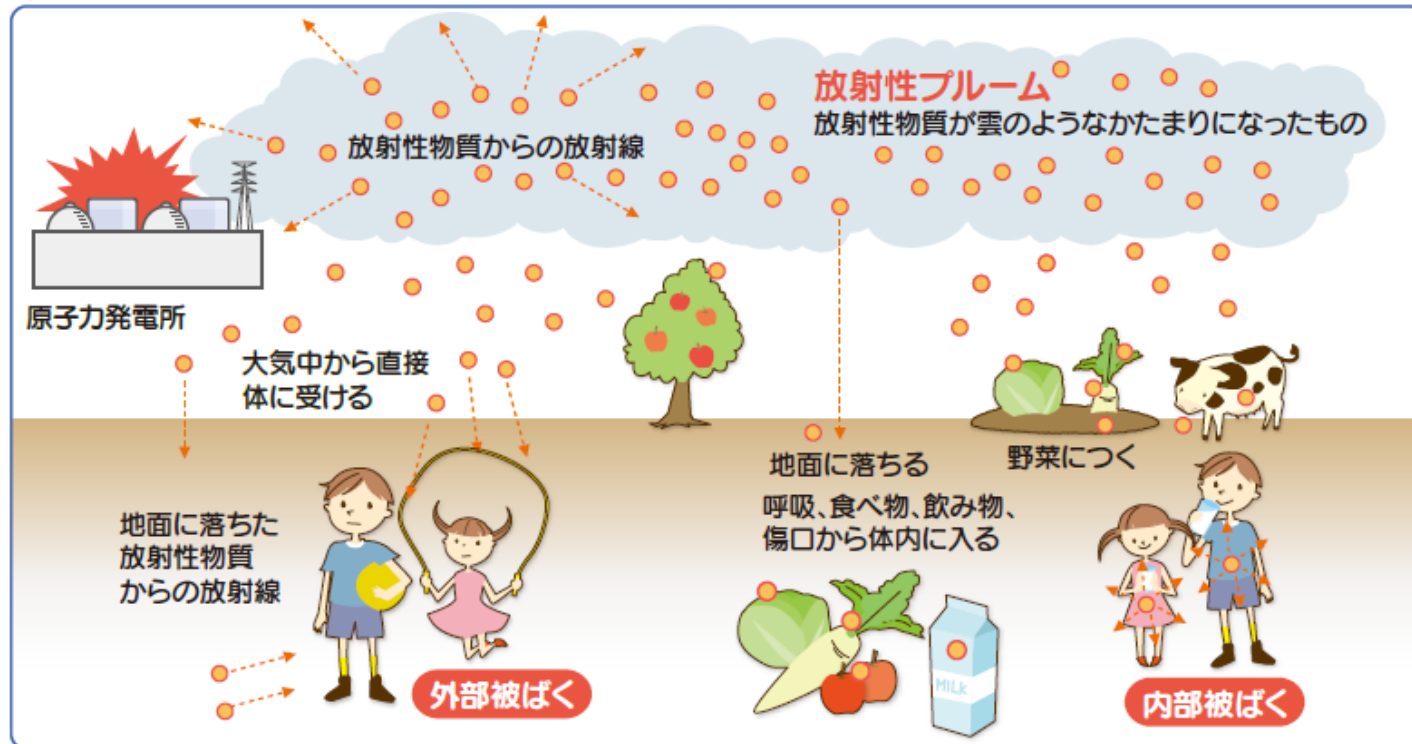 放射性プルーム
放射性物質が雲のようなかたまりになったもの
放射性物質からの放射線
原子力発電所
大気中から直接
体に受ける
地面に落ちた
放射性物質
からの放射線
外部被ばく
地面に落ちる
野菜につく
呼吸、食べ物、飲み物、
傷口から体内に入る
MILK
内部被ばく